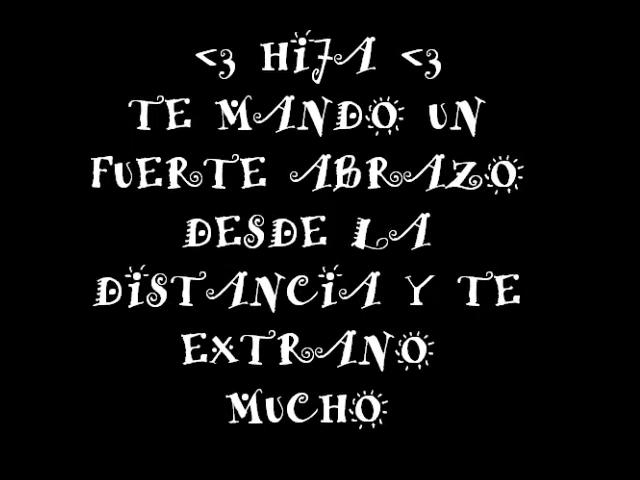 <3 HIJA <3
TE MANDO UN
FUERTE ABRAZO
DESDE LA
DISTANCIA Y TE
EXTRANO
MUCHO